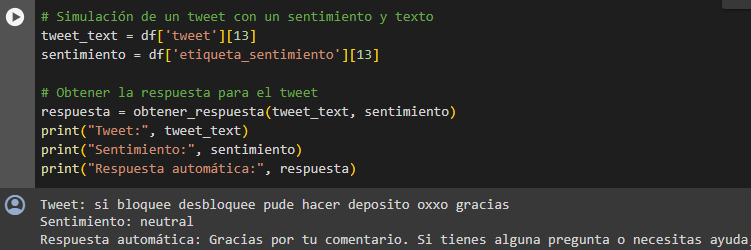 # Simulación de un tweet con un sentimiento y texto
tweet_text = df['tweet'][13]
sentimiento = df['etiqueta_sentimiento'][13]
# Obtener la respuesta para el tweet
respuesta = obtener_respuesta(tweet_text, sentimiento)
print("Tweet:", tweet_text)
print("Sentimiento:", sentimiento)
print("Respuesta automática:", respuesta)
Tweet: si bloquee desbloquee pude hacer deposito oxxo gracias
Sentimiento: neutral
Respuesta automática: Gracias por tu comentario. Si tienes alguna pregunta o necesitas ayuda